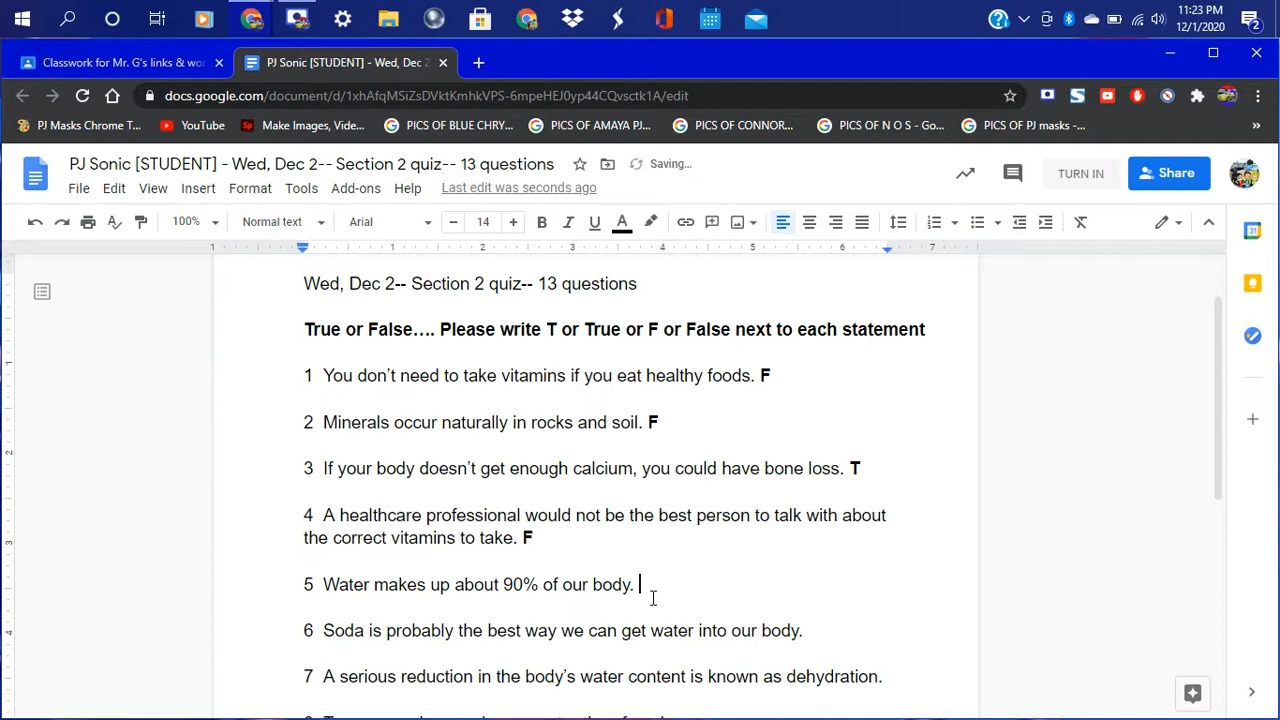 11:23 PM
12/1/2020
2
Classwork for Mr. G's links & wo
PJ Sonic [STUDENT] - Wed, Dec 2
docs.google.com/document/d/1xhAfqMSiZsDVktKmhkVPS-6mpeHEJ0yp44CQvsctk1A/edit
PJ Masks Chrome T... YouTube Make Images, Vide... PICS OF BLUE CHRY... PICS OF AMAYA PJ... PICS OF CONNOR... PICS OF N O S - Go... PICS OF PJ masks -...
PJ Sonic [STUDENT] - Wed, Dec 2-- Section 2 quiz-- 13 questions Saving...
File Edit View Insert Format Tools Add-ons Help Last edit was seconds ago
TURN IN Share
100% Normal text Arial 14
1 1 2 3 4 5 6 7
Wed, Dec 2-- Section 2 quiz-- 13 questions
True or False…. Please write T or True or F or False next to each statement
1 You don't need to take vitamins if you eat healthy foods. F
2 Minerals occur naturally in rocks and soil. F
3 If your body doesn't get enough calcium, you could have bone loss. T
4 A healthcare professional would not be the best person to talk with about
the correct vitamins to take. F
5 Water makes up about 90% of our body.
6 Soda is probably the best way we can get water into our body.
7 A serious reduction in the body's water content is known as dehydration.